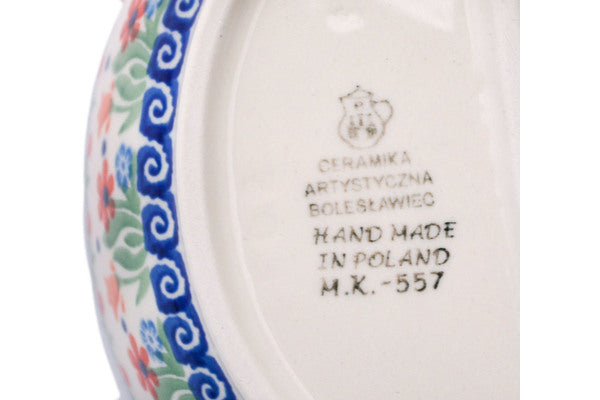 CERAMIKA
ARTYSTYCZNA
BOLESŁAWIEC
HAND MADE
IN POLAND
M.K.-557